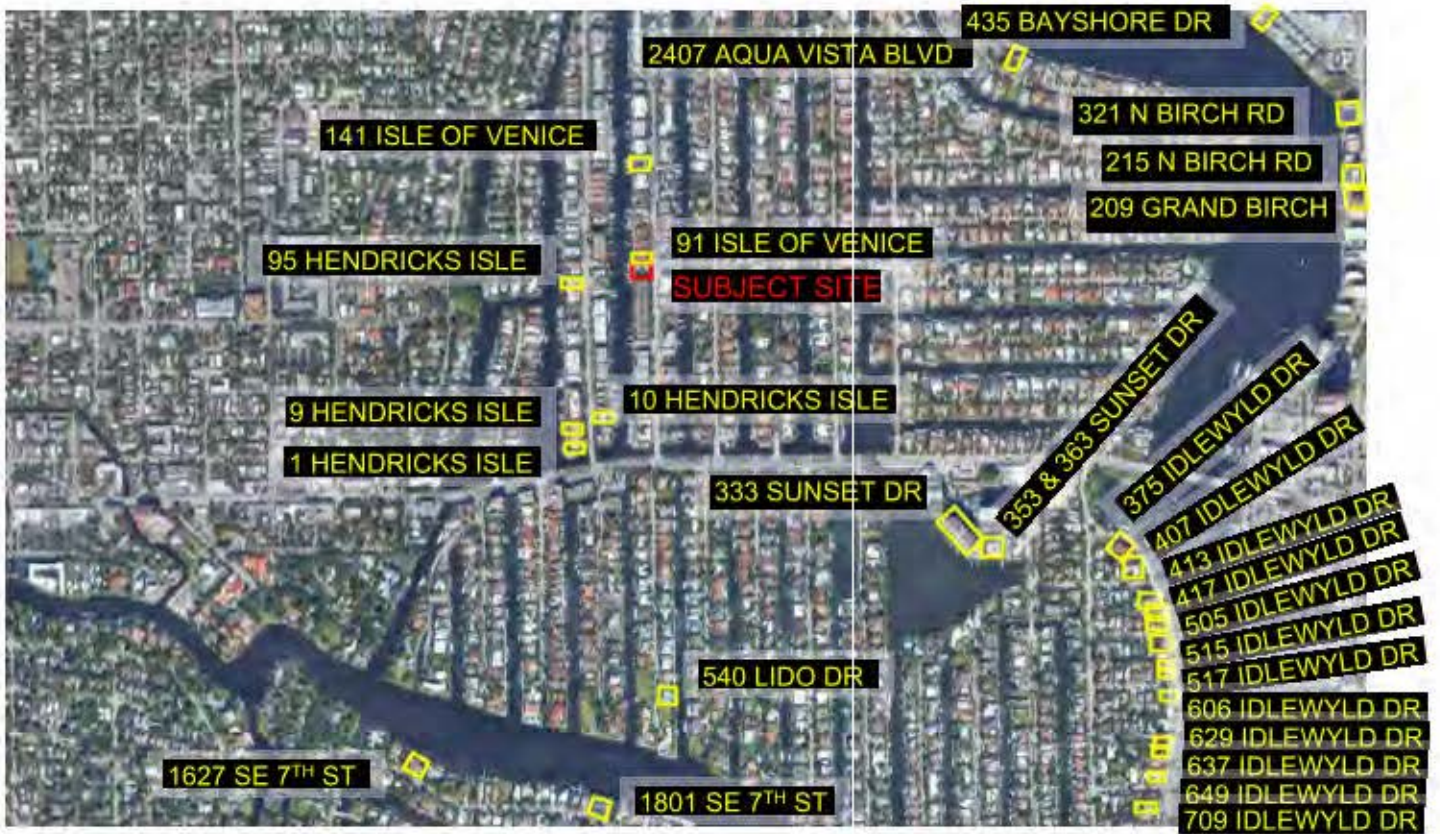 435 BAYSHORE DR
2407 AQUA VISTA BLVD
321 N BIRCH RD
141 ISLE OF VENICE
215 N BIRCH RD
209 GRAND BIRCH
91 ISLE OF VENICE
95 HENDRICKS ISLE
SUBJECT SITE
353 & 363 SUNSET DR
375 IDLEWYLD DR
10 HENDRICKS ISLE
9 HENDRICKS ISLE
407 IDLEWYLD DR
1 HENDRICKS ISLE
333 SUNSET DR
413 IDLEWYLD DR
417 IDLEWYLD DR
505 IDLEWYLD DR
515 IDLEWYLD DR
517 IDLEWYLD DR
540 LIDO DR
606 IDLEWYLD DR
629 IDLEWYLD DR
637 IDLEWYLD DR
1627 SE 7TH ST
649 IDLEWYLD DR
1801 SE 7TH ST
709 IDLEWYLD DR